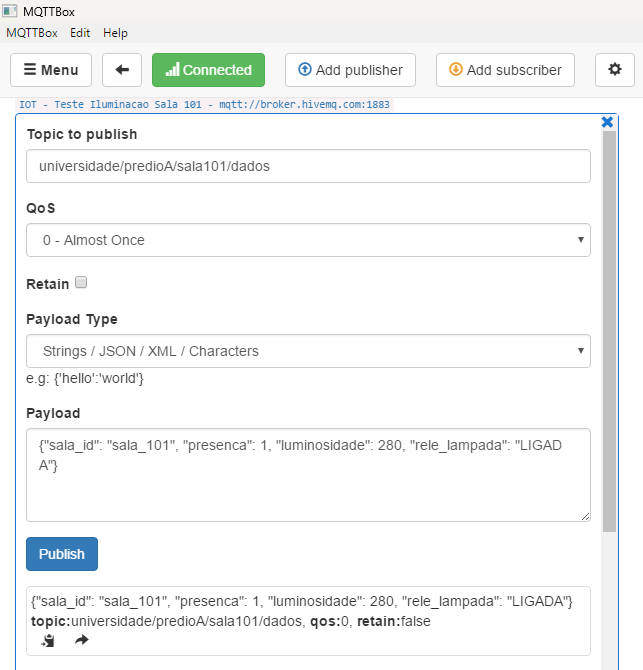 MQTTBox
MQTTBox Edit Help
Menu Connected Add publisher Add subscriber
IOT - Teste Iluminacao Sala 101 - mqtt://broker.hivemq.com:1883
Topic to publish
universidade/predioA/sala101/dados
QoS
0 - Almost Once
Retain
Payload Type
Strings / JSON / XML / Characters
e.g: {'hello':'world'}
Payload
{"sala_id": "sala_101", "presenca": 1, "luminosidade": 280, "rele_lampada": "LIGAD
A"}
Publish
{"sala_id": "sala_101", "presenca": 1, "luminosidade": 280, "rele_lampada": "LIGADA"}
topic:universidade/predioA/sala101/dados, qos:0, retain:false